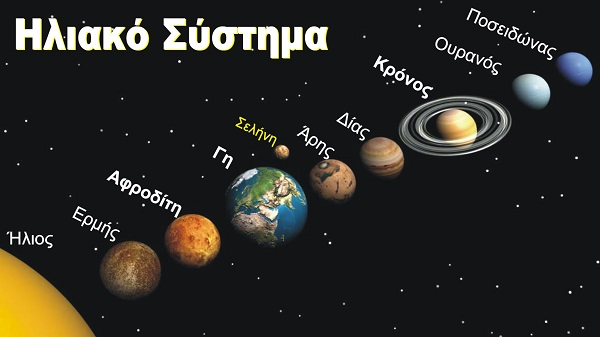 Ηλιακό Σύστημα
Ποσειδώνας
Ουρανός
Κρόνος
Δίας
Άρης
Σελήνη
Γη
Αφροδίτη
Ερμής
Ήλιος